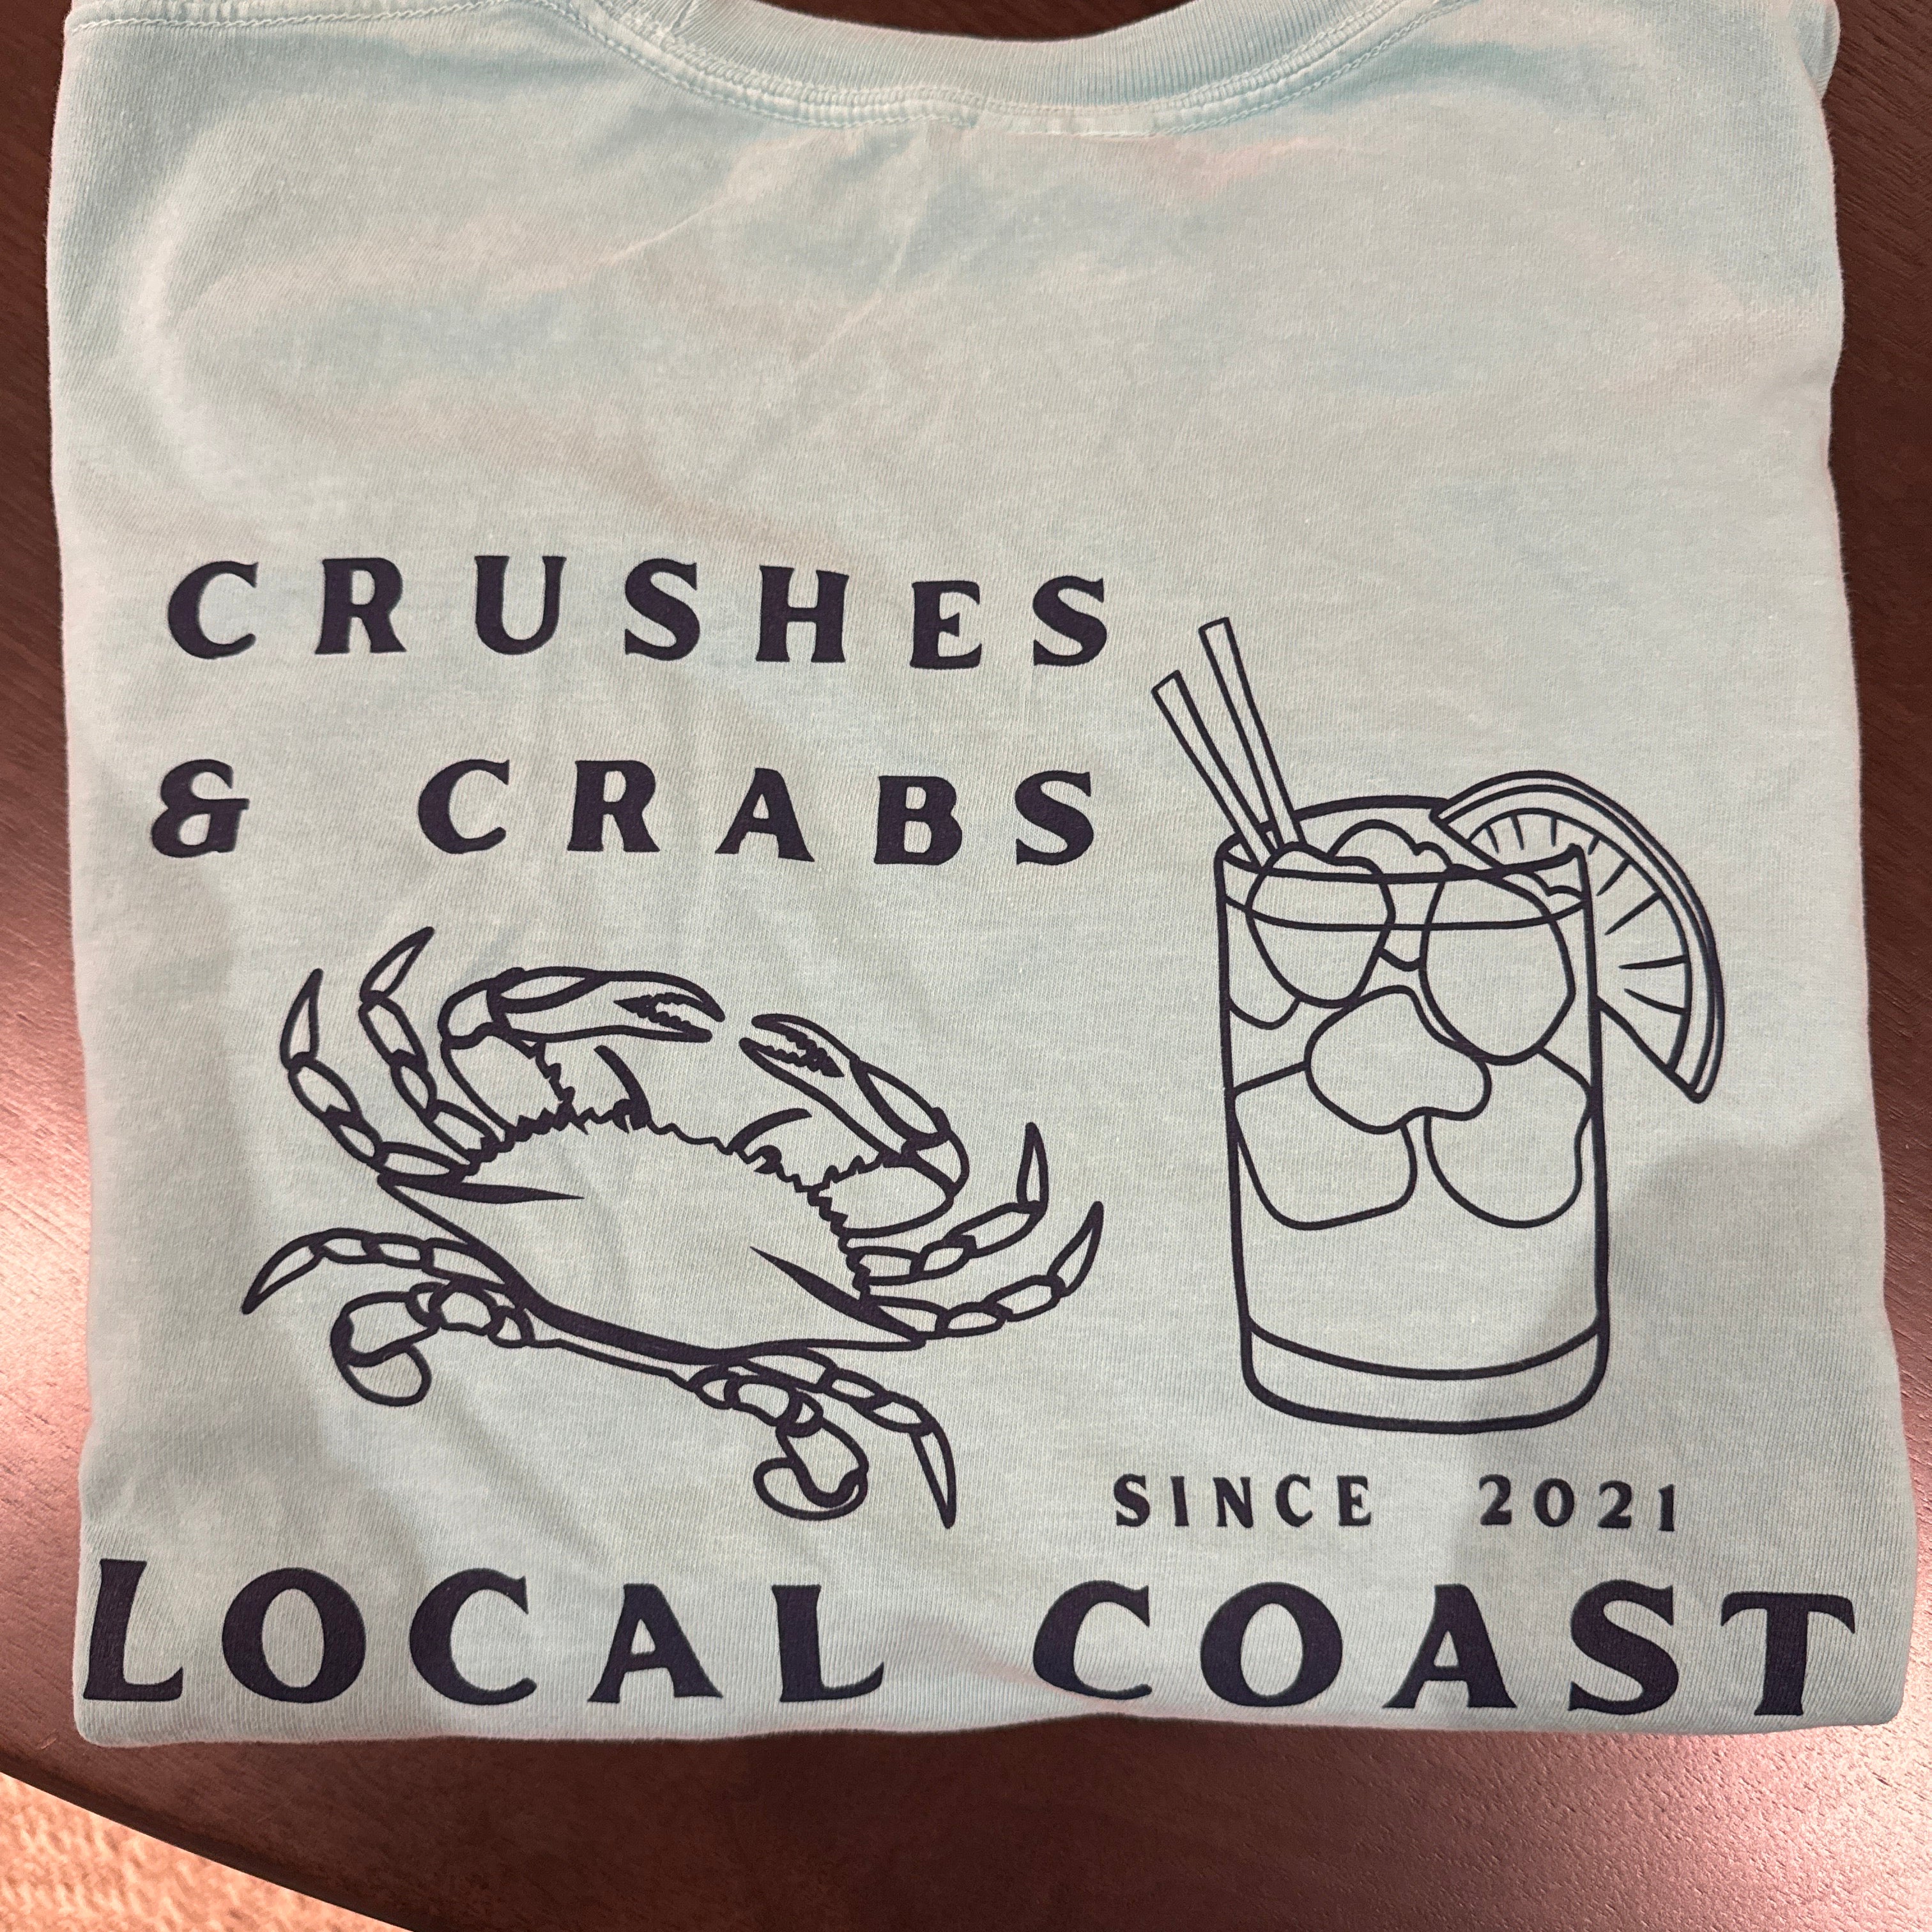 CRUSHES
& CRABS
SINCE 2021
LOCAL COAST